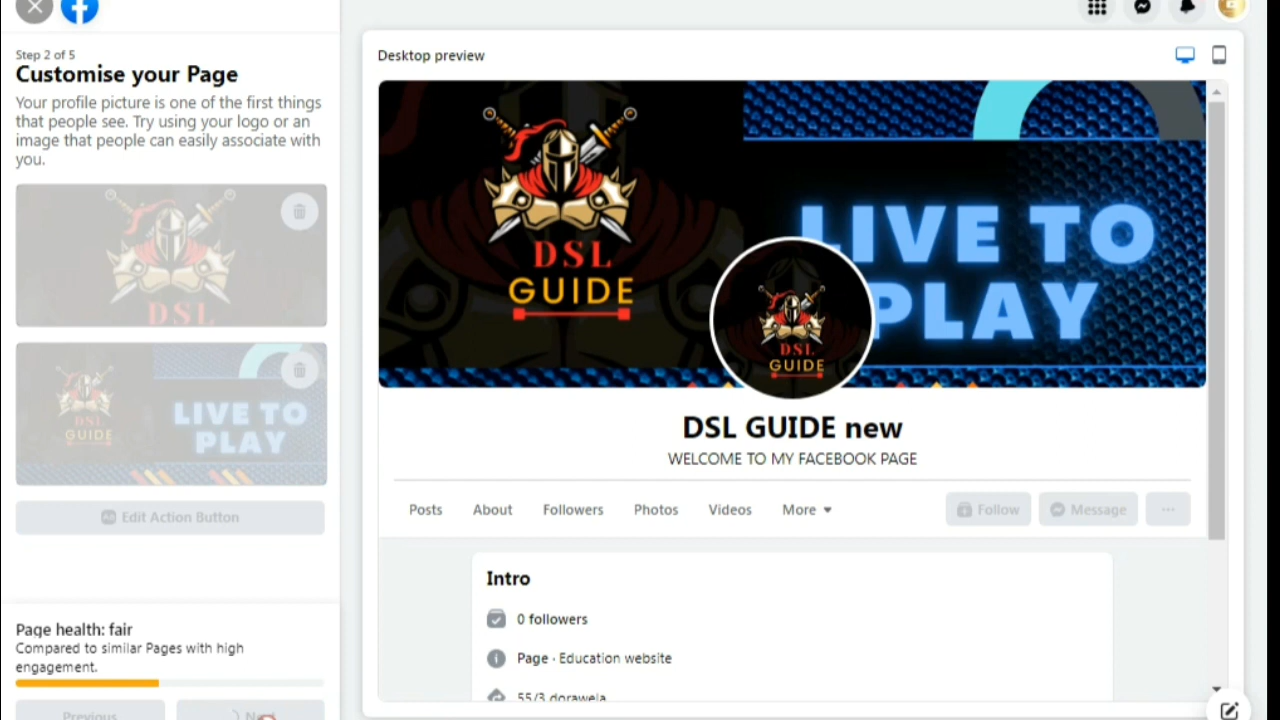 Step 2 of 5
Customise your Page
Your profile picture is one of the first things
that people see. Try using your logo or an
image that people can easily associate with
you.
DSL
DSL
GUIDE
LIVE TO
PLAY
Edit Action Button
Page health: fair
Compared to similar Pages with high
engagement.
Previous
Desktop preview
DSL
GUIDE
LIVE TO
PLAY
DSL
GUIDE
DSL GUIDE new
WELCOME TO MY FACEBOOK PAGE
Posts About Followers Photos Videos More
Follow Message
Intro
0 followers
Page · Education website
55/3 dorawela